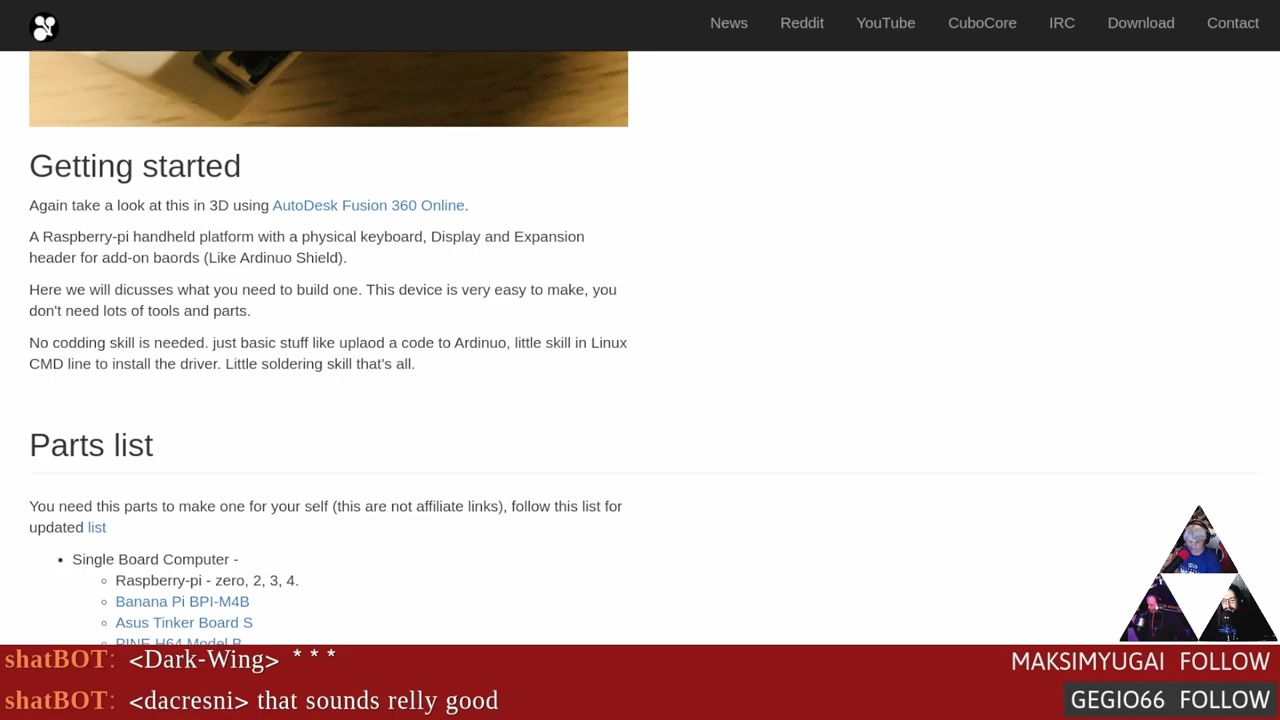 News Reddit YouTube CuboCore IRC Download Contact
Getting started
Again take a look at this in 3D using AutoDesk Fusion 360 Online.
A Raspberry-pi handheld platform with a physical keyboard, Display and Expansion
header for add-on baords (Like Ardinuo Shield).
Here we will dicusses what you need to build one. This device is very easy to make, you
don't need lots of tools and parts.
No codding skill is needed. just basic stuff like uplaod a code to Ardinuo, little skill in Linux
CMD line to install the driver. Little soldering skill that's all.
Parts list
You need this parts to make one for your self (this are not affiliate links), follow this list for
updated list
• Single Board Computer -
◦ Raspberry-pi - zero, 2, 3, 4.
◦ Banana Pi BPI-M4B
◦ Asus Tinker Board S
◦ PINE H64 Model B
shatBOT: <Dark-Wing> * * *
MAKSIMYUGAI FOLLOW
shatBOT: <dacresni> that sounds relly good
GEGIO66 FOLLOW